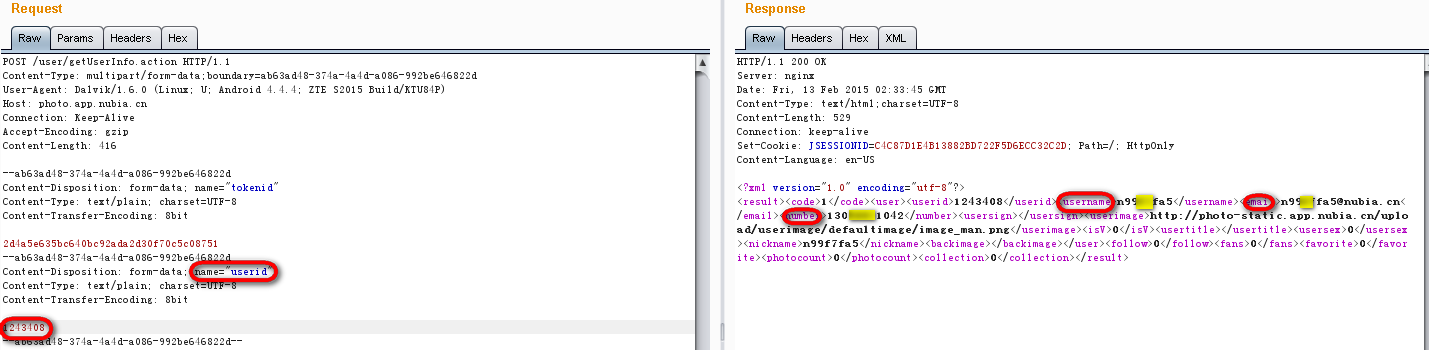 Request
Raw
Params
Headers
Hex
POST /user/getUserInfo.action HTTP/1.1
Content-Type: multipart/form-data;boundary=ab63ad48-374a-4a4d-a086-992be646822d
User-Agent: Dalvik/1.6.0 (Linux; U; Android 4.4.4; ZTE S2015 Build/KTU84P)
Host: photo.app.nubia.cn
Connection: Keep-Alive
Accept-Encoding: gzip
Content-Length: 416
--ab63ad48-374a-4a4d-a086-992be646822d
Content-Disposition: form-data; name="tokenid"
Content-Type: text/plain; charset=UTF-8
Content-Transfer-Encoding: 8bit
2d4a5e635bc640bc92ada2d30f70c5c08751
--ab63ad48-374a-4a4d-a086-992be646822d
Content-Disposition: form-data; name="userid"
Content-Type: text/plain; charset=UTF-8
Content-Transfer-Encoding: 8bit
1243408
--ab63ad48-374a-4a4d-a086-992be646822d--
Response
Raw
Headers
Hex
XML
HTTP/1.1 200 OK
Server: nginx
Date: Fri, 13 Feb 2015 02:33:45 GMT
Content-Type: text/html;charset=UTF-8
Content-Length: 529
Connection: keep-alive
Set-Cookie: JSESSIONID=C4C87D1E4B13882BD722F5D6ECC32C2D; Path=/; HttpOnly
Content-Language: en-US
<?xml version="1.0" encoding="utf-8"?>
<result><code>1</code><user><userid>1243408</userid><username>n99 fa5</username><email>n99 ffa5@nubia.cn<
/email><number>130 1042</number><usersign></usersign><userimage>http://photo-static.app.nubia.cn/uplo
ad/userimage/defaultimage/image_man.png</userimage><isV>0</isV><usertitle></usertitle><usersex>0</usersex
><nickname>n99f7fa5</nickname><backimage></backimage></user><follow>0</follow><fans>0</fans><favorite>0</favor
ite><photocount>0</photocount><collection>0</collection></result>